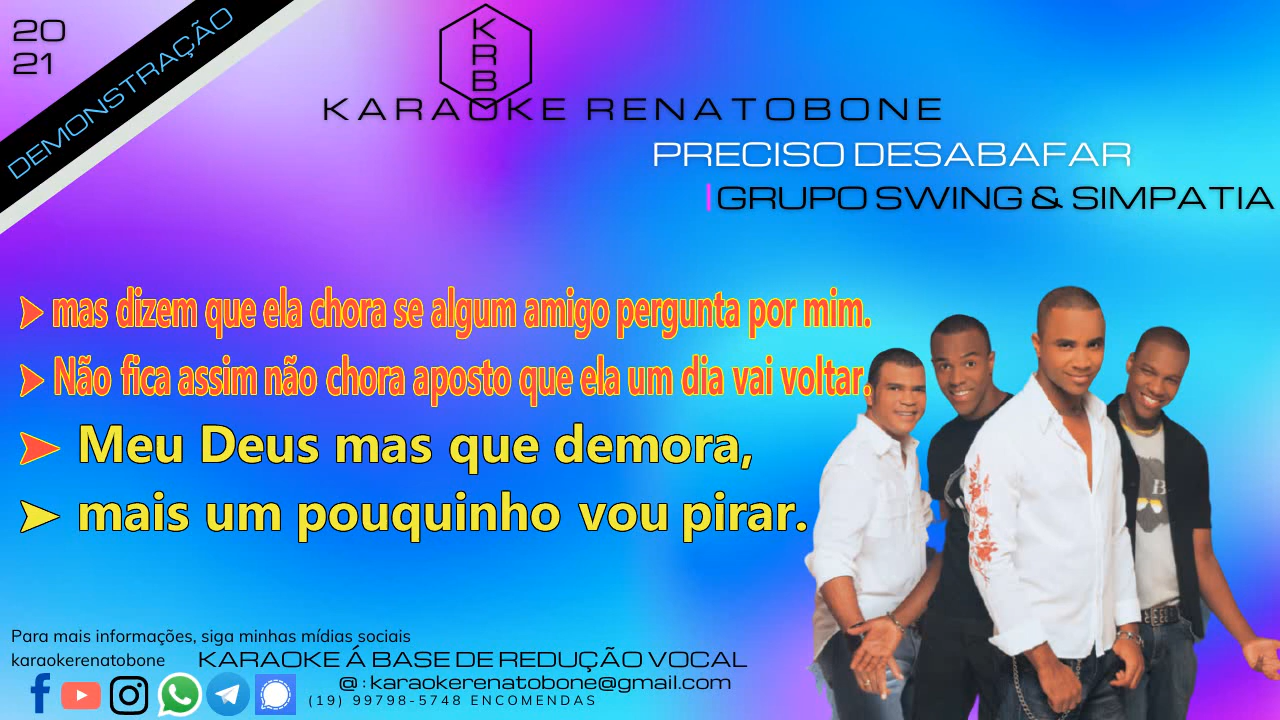 20
21
DEMONSTRAÇÃO
K
R
B
KARAOKE RENATOBONE
PRECISO DESABAFAR
GRUPO SWING & SIMPATIA
mas dizem que ela chora se algum amigo pergunta por mim.
Não fica assim não chora aposto que ela um dia vai voltar.
Meu Deus mas que demora,
mais um pouquinho vou pirar.
Para mais informações, siga minhas mídias sociais
karaokerenatobone
KARAOKE Á BASE DE REDUÇÃO VOCAL
@ : karaokerenatobone@gmail.com
(19) 99798-5748 ENCOMENDAS